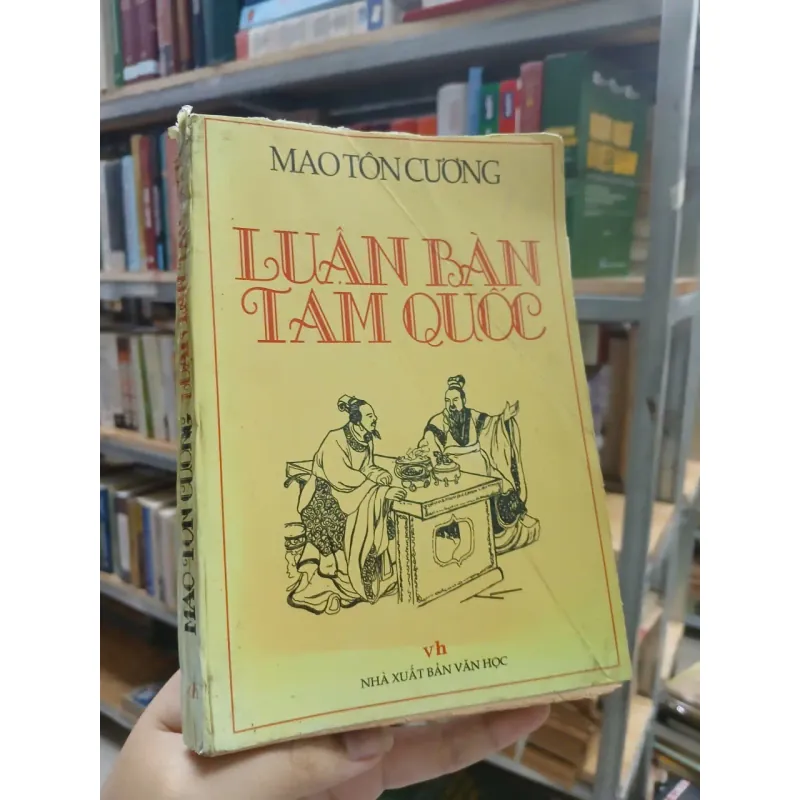 MAO TÔN CƯƠNG
LUẬN BÀN
TAM QUỐC
vh
NHÀ XUẤT BẢN VĂN HỌC
MAO TÔN CƯƠNG